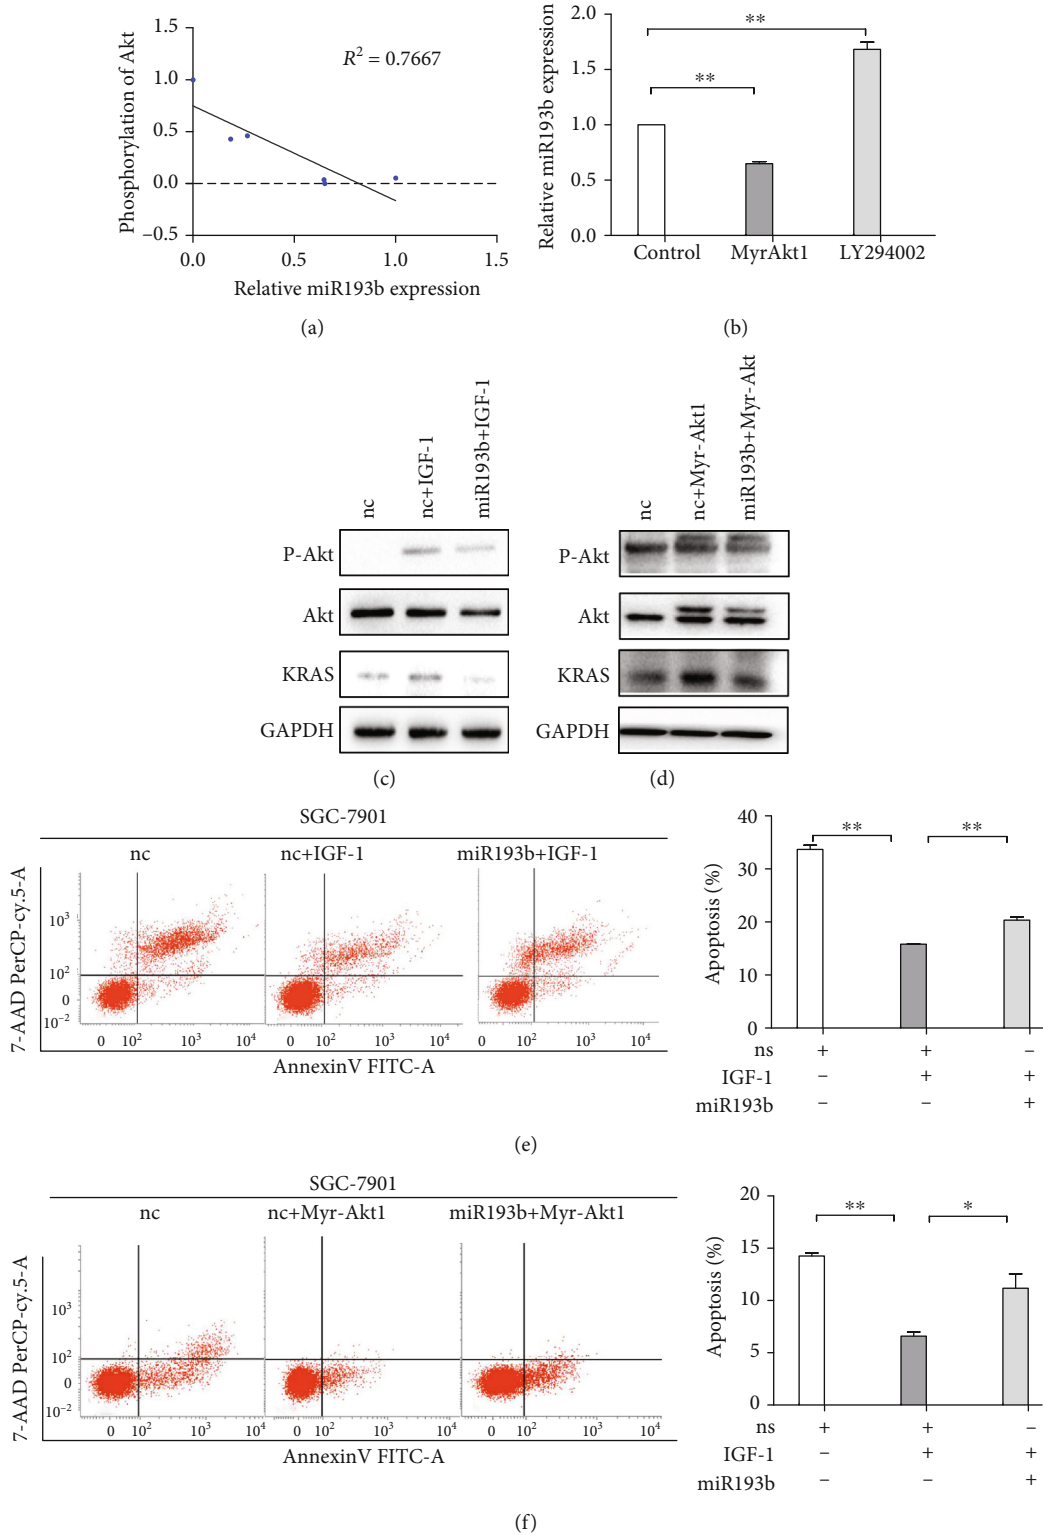 1.5
1.0
0.5
0.0
−0.5
Phosphorylation of Akt
R² = 0.7667
0.0 0.5 1.0 1.5
Relative miR193b expression
(a)
2.0
1.5
1.0
0.5
0.0
Relative miR193b expression
** 
**
Control MyrAkt1 LY294002
(b)
nc nc+IGF-1 miR193b+IGF-1
P-Akt
Akt
KRAS
GAPDH
(c)
nc nc+Myr-Akt1 miR193b+Myr-Akt
P-Akt
Akt
KRAS
GAPDH
(d)
SGC-7901
nc nc+IGF-1 miR193b+IGF-1
7-AAD PerCP-cy.5-A
10³
10²
0
10⁻²
0 10² 10³ 10⁴ 0 10² 10³ 10⁴ 0 10² 10³ 10⁴
AnnexinV FITC-A
40
30
20
10
0
Apoptosis (%)
** **
ns + + −
IGF-1 − + +
miR193b − − +
(e)
SGC-7901
nc nc+Myr-Akt1 miR193b+Myr-Akt1
7-AAD PerCP-cy.5-A
10³
10²
0
10⁻²
0 10² 10³ 10⁴ 0 10² 10³ 10⁴ 0 10² 10³ 10⁴
AnnexinV FITC-A
20
15
10
5
0
Apoptosis (%)
** *
ns + + −
IGF-1 − + +
miR193b − − +
(f)